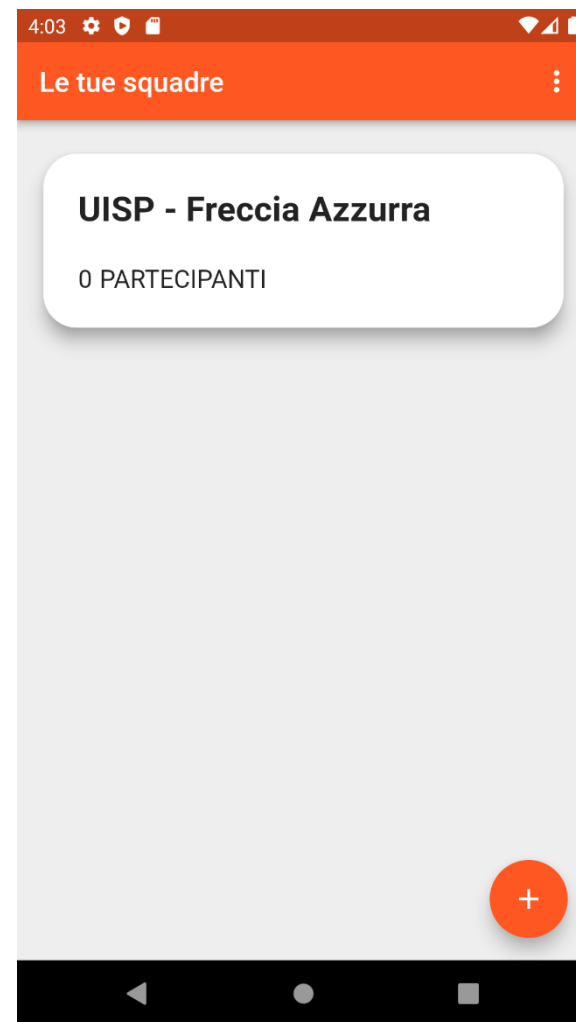 4:03
Le tue squadre
UISP - Freccia Azzurra
0 PARTECIPANTI
+